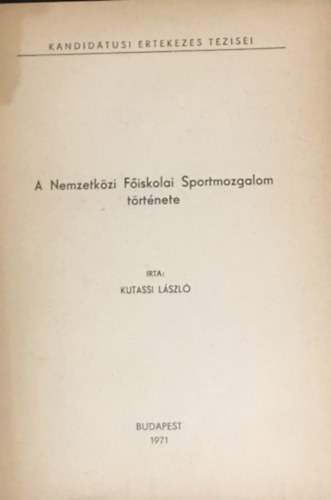 KANDIDÁTUSI ÉRTEKEZÉS TÉZISEI
A Nemzetközi Főiskolai Sportmozgalom
története
IRTA:
KUTASSI LÁSZLÓ
BUDAPEST
1971